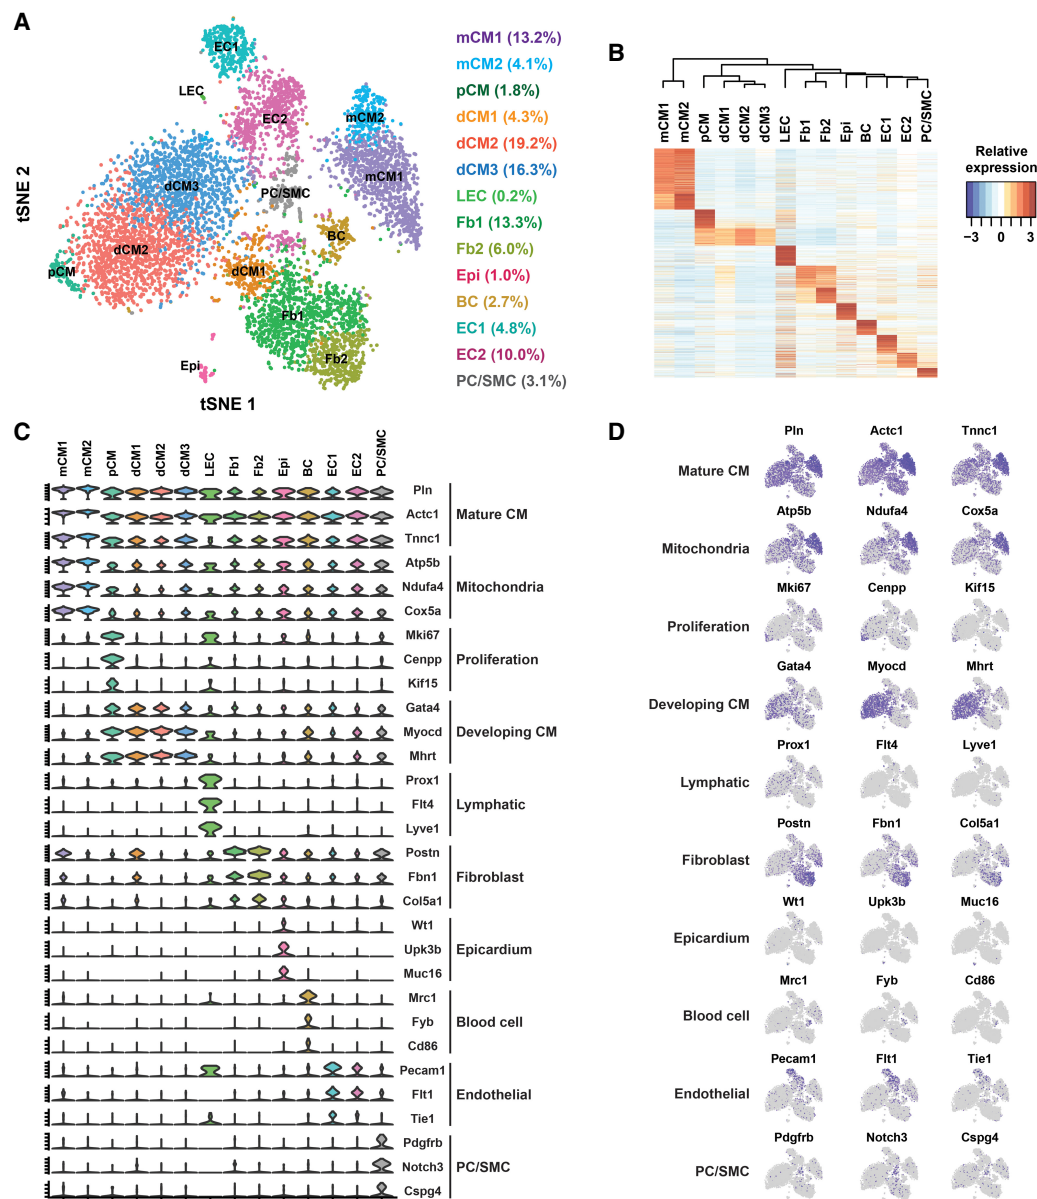 A
EC1
LEC
EC2
mCM2
dCM3
mCM1
PC/SMC
dCM2
BC
pCM
dCM1
Fb1
Fb2
Epi
tSNE 1
tSNE 2
mCM1 (13.2%)
mCM2 (4.1%)
pCM (1.8%)
dCM1 (4.3%)
dCM2 (19.2%)
dCM3 (16.3%)
LEC (0.2%)
Fb1 (13.3%)
Fb2 (6.0%)
Epi (1.0%)
BC (2.7%)
EC1 (4.8%)
EC2 (10.0%)
PC/SMC (3.1%)
B
mCM1
mCM2
pCM
dCM1
dCM2
dCM3
LEC
Fb1
Fb2
Epi
BC
EC1
EC2
PC/SMC
Relative
expression
−3 0 3
C
mCM1
mCM2
pCM
dCM1
dCM2
dCM3
LEC
Fb1
Fb2
Epi
BC
EC1
EC2
PC/SMC
Pln
Actc1
Tnnc1
Mature CM
Atp5b
Ndufa4
Cox5a
Mitochondria
Mki67
Cenpp
Kif15
Proliferation
Gata4
Myocd
Mhrt
Developing CM
Prox1
Flt4
Lyve1
Lymphatic
Postn
Fbn1
Col5a1
Fibroblast
Wt1
Upk3b
Muc16
Epicardium
Mrc1
Fyb
Cd86
Blood cell
Pecam1
Flt1
Tie1
Endothelial
Pdgfrb
Notch3
Cspg4
PC/SMC
D
Pln Actc1 Tnnc1
Mature CM
Atp5b Ndufa4 Cox5a
Mitochondria
Mki67 Cenpp Kif15
Proliferation
Gata4 Myocd Mhrt
Developing CM
Prox1 Flt4 Lyve1
Lymphatic
Postn Fbn1 Col5a1
Fibroblast
Wt1 Upk3b Muc16
Epicardium
Mrc1 Fyb Cd86
Blood cell
Pecam1 Flt1 Tie1
Endothelial
Pdgfrb Notch3 Cspg4
PC/SMC